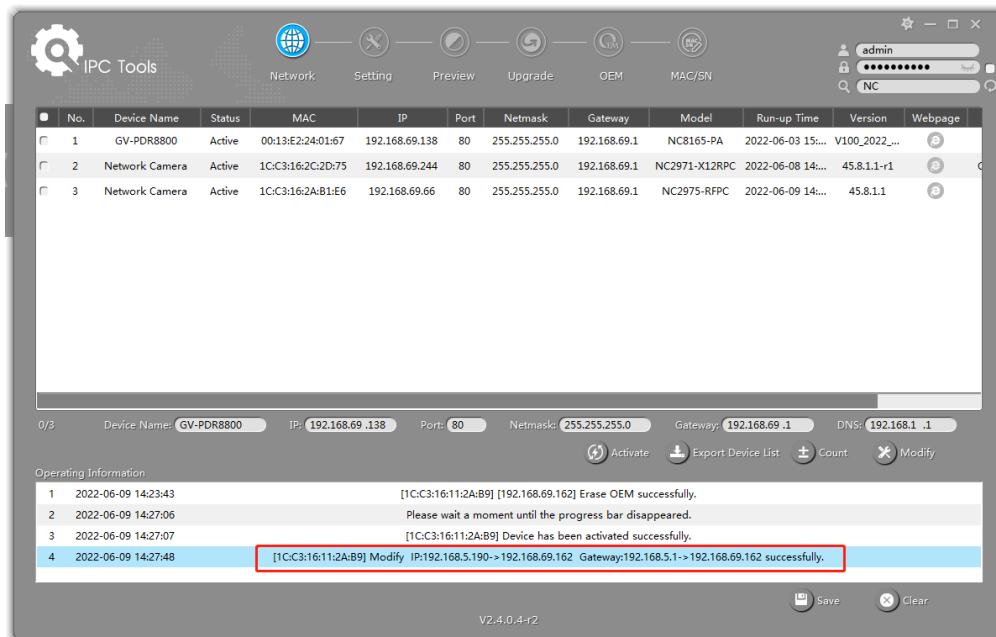 IPC Tools
Network Setting Preview Upgrade OEM MAC/SN
admin
NC
No. Device Name Status MAC IP Port Netmask Gateway Model Run-up Time Version Webpage
1 GV-PDR8800 Active 00:13:E2:24:01:67 192.168.69.138 80 255.255.255.0 192.168.69.1 NC8165-PA 2022-06-03 15:... V100_2022_...
2 Network Camera Active 1C:C3:16:2C:2D:75 192.168.69.244 80 255.255.255.0 192.168.69.1 NC2971-X12RPC 2022-06-08 14:... 45.8.1.1-r1
3 Network Camera Active 1C:C3:16:2A:B1:E6 192.168.69.66 80 255.255.255.0 192.168.69.1 NC2975-RFPC 2022-06-09 14:... 45.8.1.1
0/3 Device Name: GV-PDR8800 IP: 192.168.69 .138 Port: 80 Netmask: 255.255.255.0 Gateway: 192.168.69 .1 DNS: 192.168.1 .1
Activate Export Device List Count Modify
Operating Information
1 2022-06-09 14:23:43 [1C:C3:16:11:2A:B9] [192.168.69.162] Erase OEM successfully.
2 2022-06-09 14:27:06 Please wait a moment until the progress bar disappeared.
3 2022-06-09 14:27:07 [1C:C3:16:11:2A:B9] Device has been activated successfully.
4 2022-06-09 14:27:48 [1C:C3:16:11:2A:B9] Modify IP:192.168.5.190->192.168.69.162 Gateway:192.168.5.1->192.168.69.162 successfully.
Save Clear
V2.4.0.4-r2